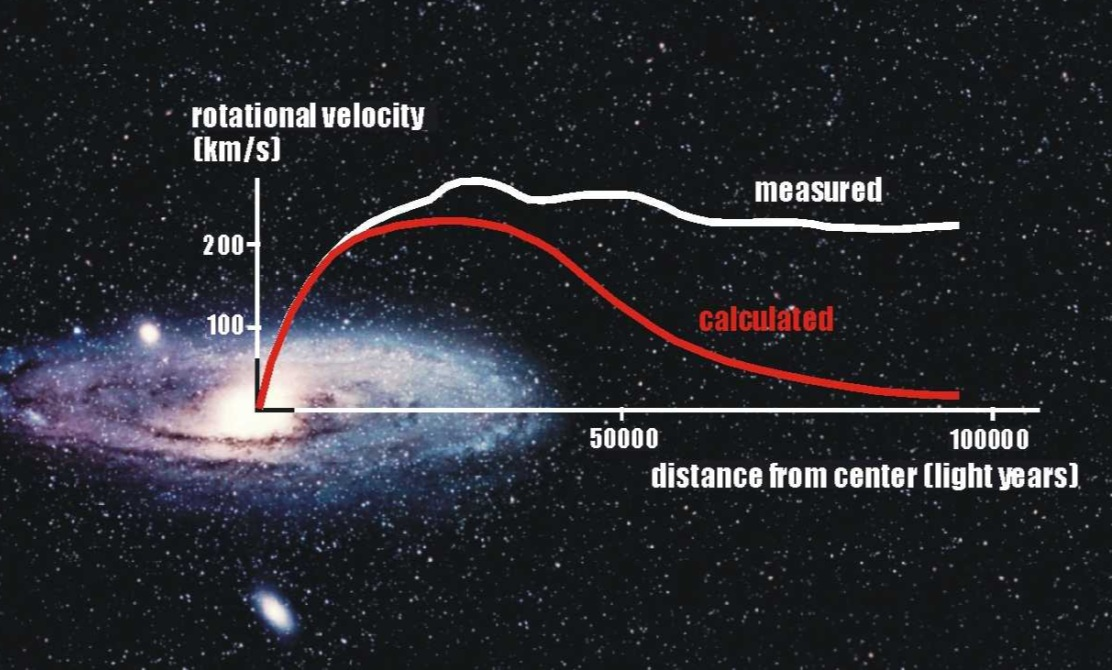 rotational velocity
(km/s)
measured
200
calculated
100
50000
100000
distance from center (light years)